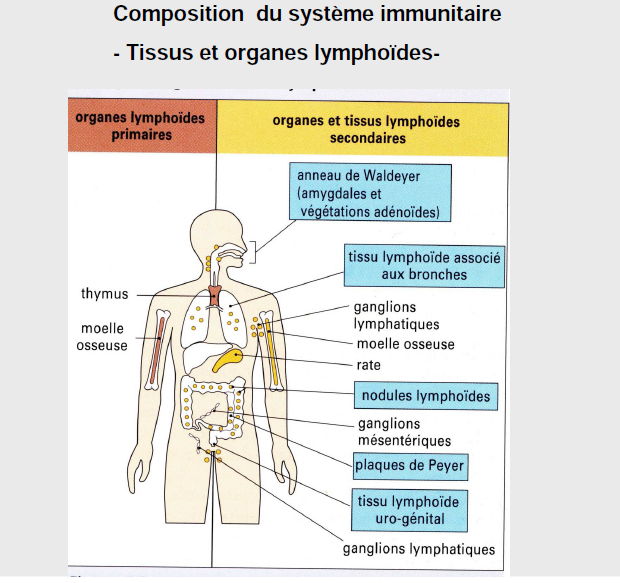 Composition du système immunitaire
- Tissus et organes lymphoïdes-
organes lymphoïdes
primaires
organes et tissus lymphoïdes
secondaires
anneau de Waldeyer
(amygdales et
végétations adénoïdes)
tissu lymphoïde associé
aux bronches
thymus
ganglions
lymphatiques
moelle
osseuse
moelle osseuse
rate
nodules lymphoïdes
ganglions
mésentériques
plaques de Peyer
tissu lymphoïde
uro-génital
ganglions lymphatiques